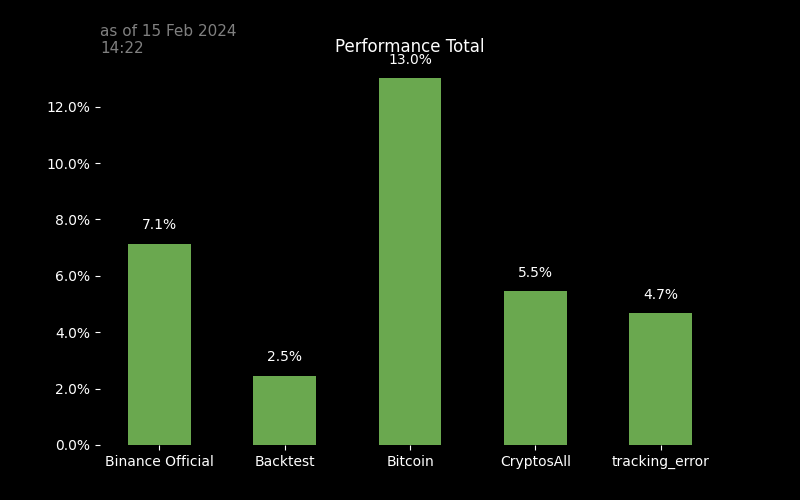 as of 15 Feb 2024
14:22
Performance Total
13.0%
12.0%
10.0%
8.0%
7.1%
6.0%
5.5%
4.7%
4.0%
2.5%
2.0%
0.0%
Binance Official
Backtest
Bitcoin
CryptosAll
tracking_error